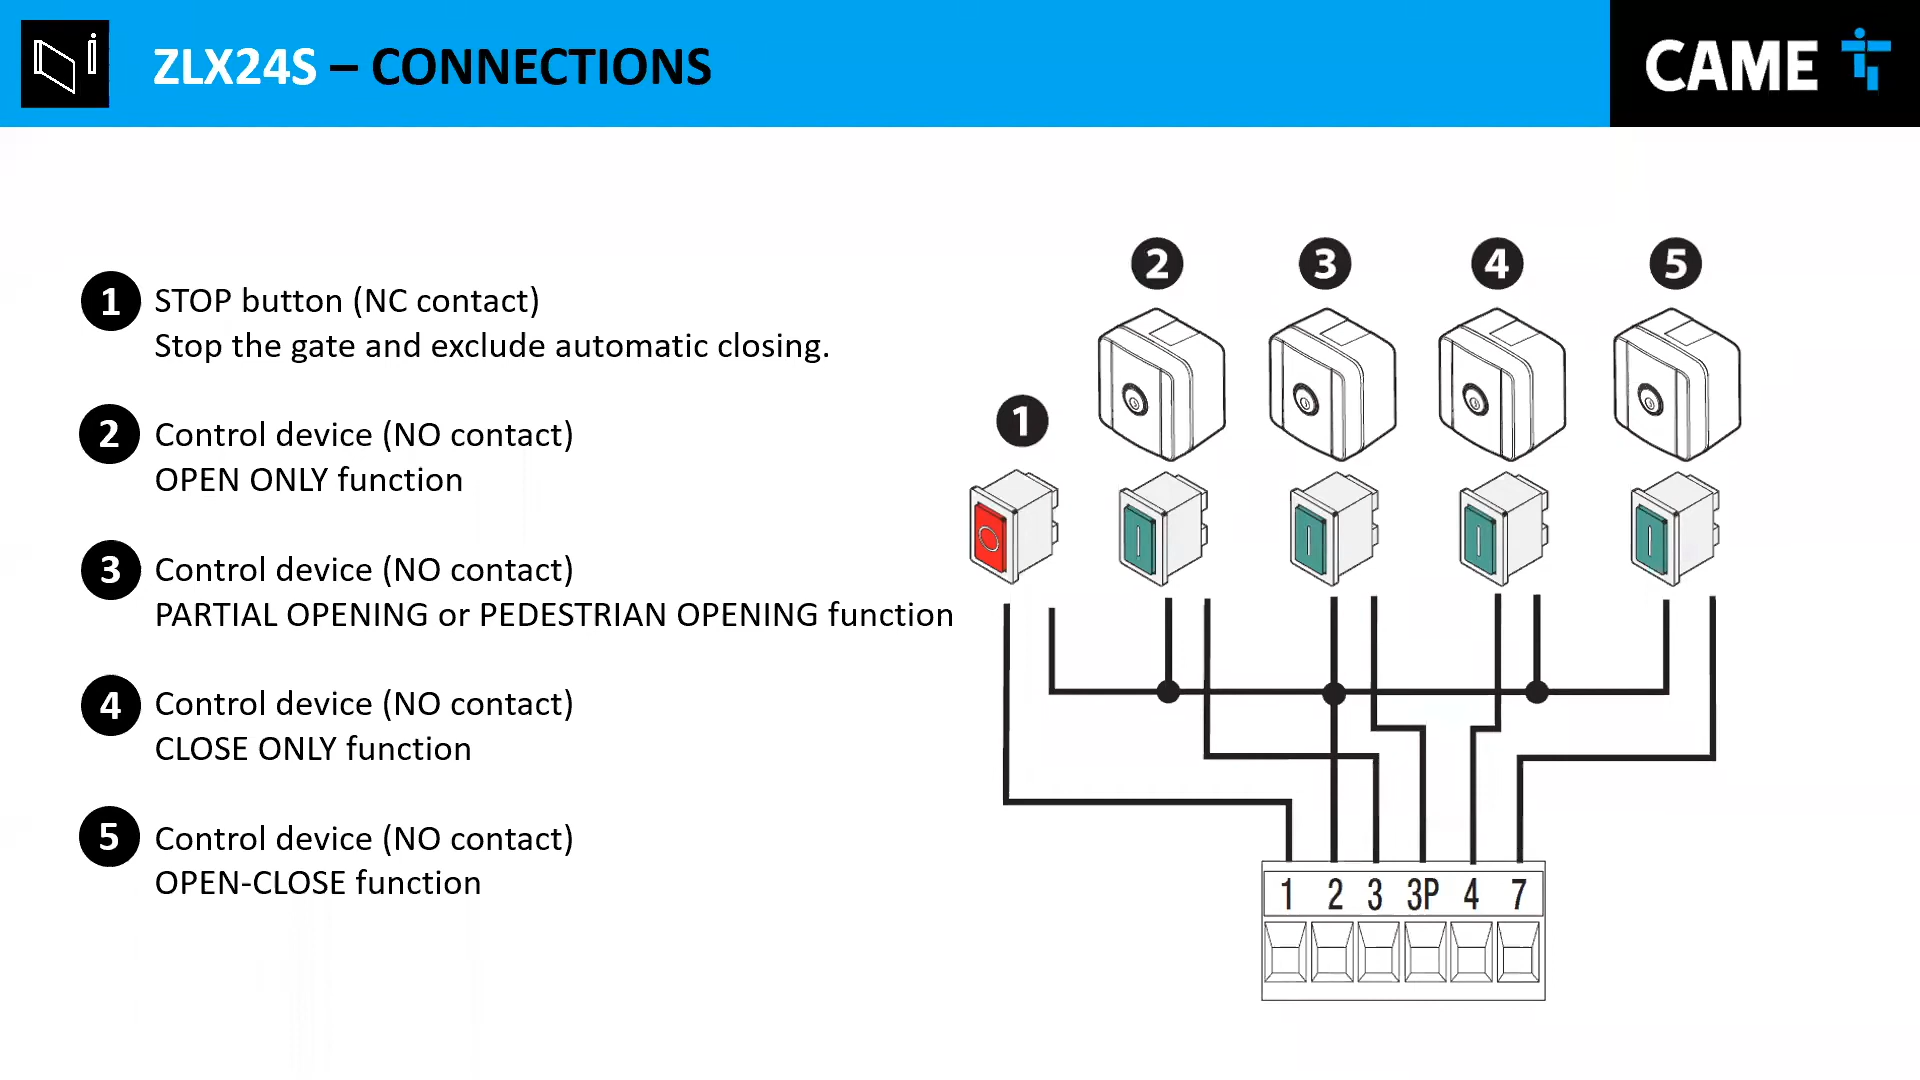 ZLX24S – CONNECTIONS
CAME
1 STOP button (NC contact)
Stop the gate and exclude automatic closing.
2 Control device (NO contact)
OPEN ONLY function
3 Control device (NO contact)
PARTIAL OPENING or PEDESTRIAN OPENING function
4 Control device (NO contact)
CLOSE ONLY function
5 Control device (NO contact)
OPEN-CLOSE function
2 3 4 5
1
1 2 3 3P 4 7